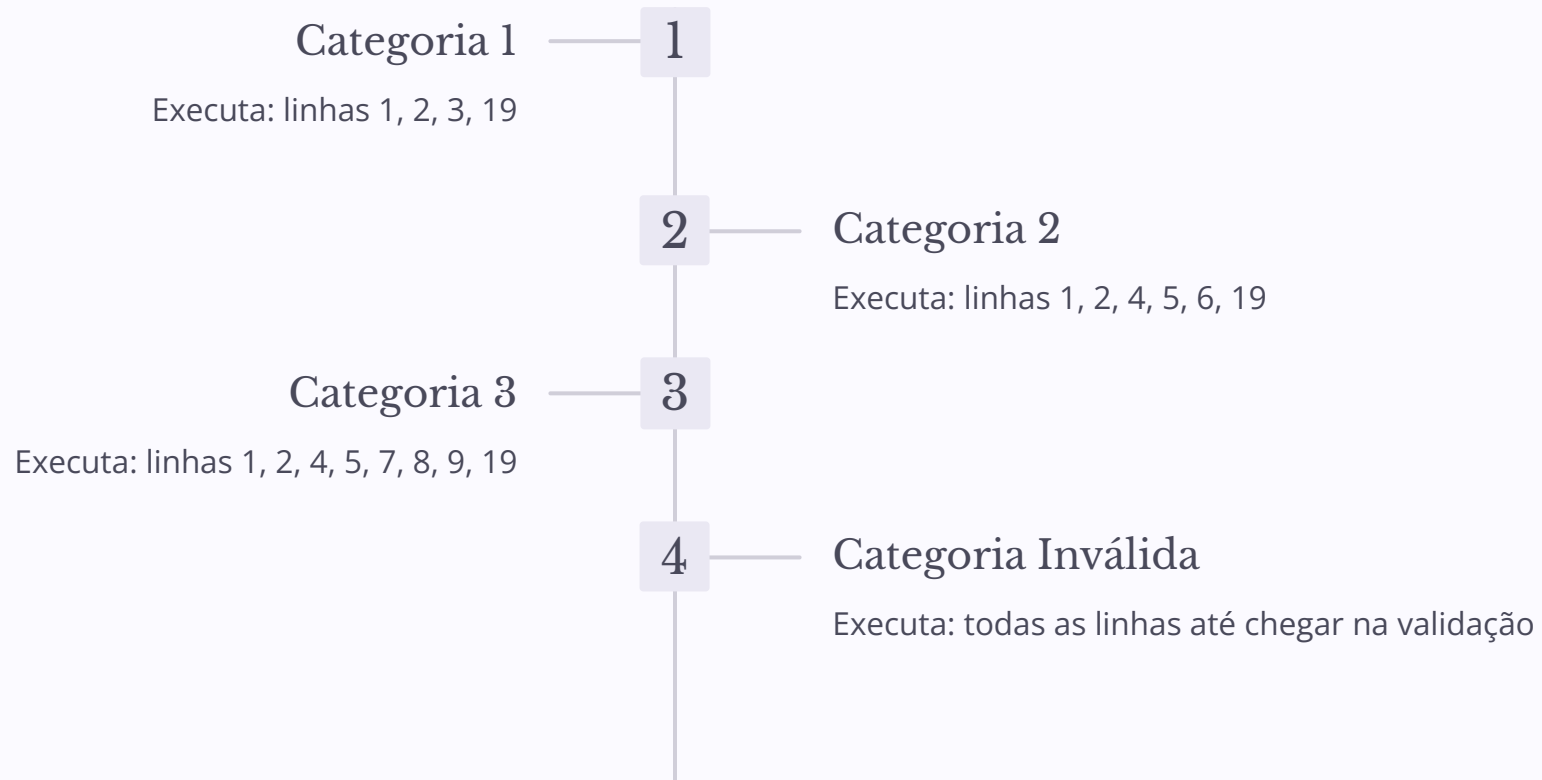 Categoria 1
1
Executa: linhas 1, 2, 3, 19
2
Categoria 2
Executa: linhas 1, 2, 4, 5, 6, 19
Categoria 3
3
Executa: linhas 1, 2, 4, 5, 7, 8, 9, 19
4
Categoria Inválida
Executa: todas as linhas até chegar na validação